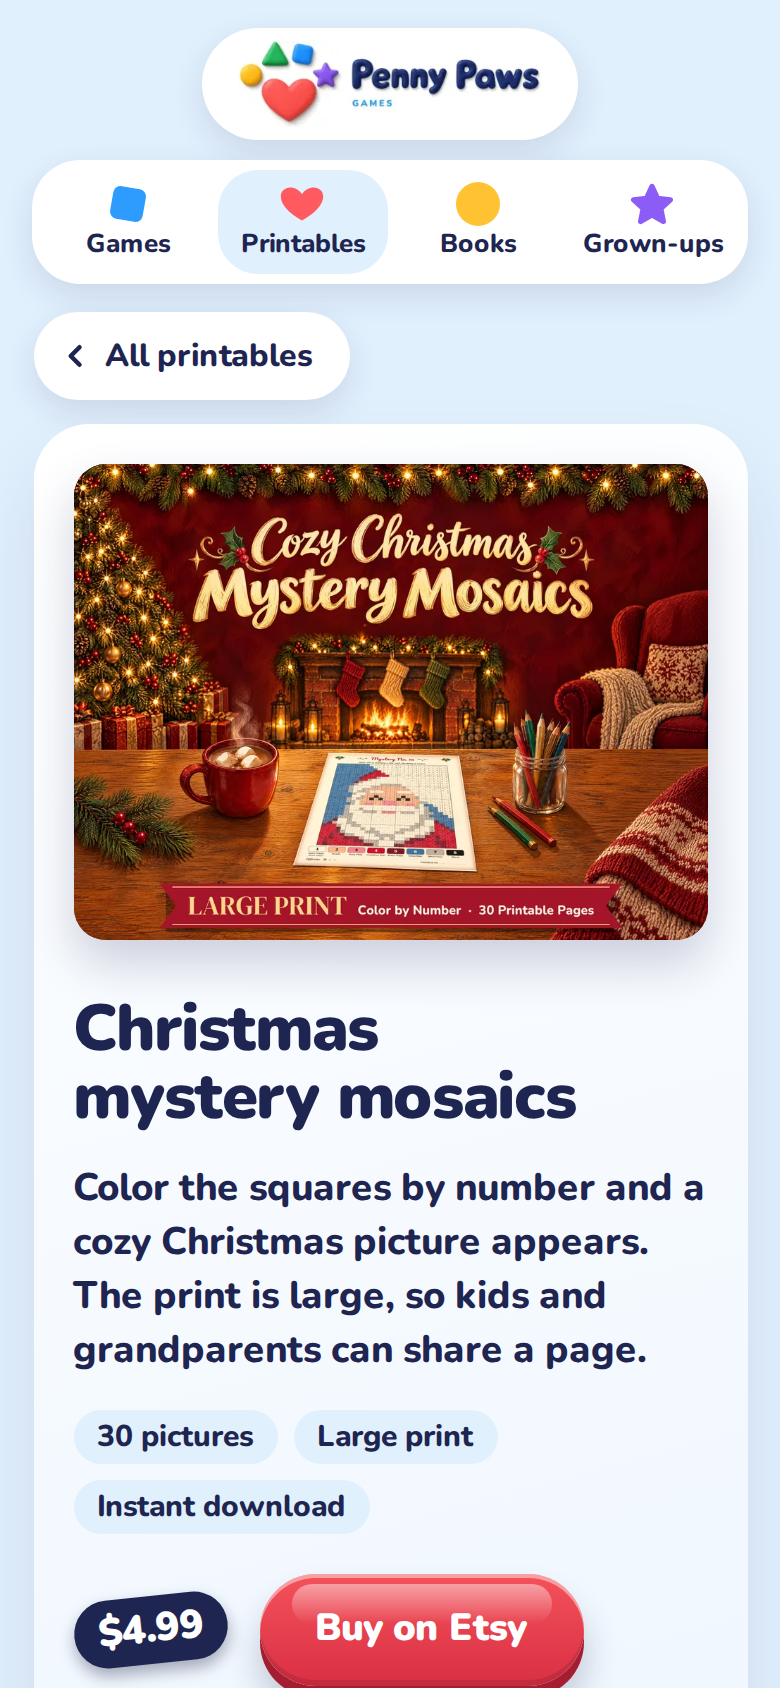 Penny Paws
GAMES
Games
Printables
Books
Grown-ups
All printables
Cozy Christmas
Mystery Mosaics
LARGE PRINT Color by Number · 30 Printable Pages
Christmas
mystery mosaics
Color the squares by number and a
cozy Christmas picture appears.
The print is large, so kids and
grandparents can share a page.
30 pictures
Large print
Instant download
$4.99
Buy on Etsy